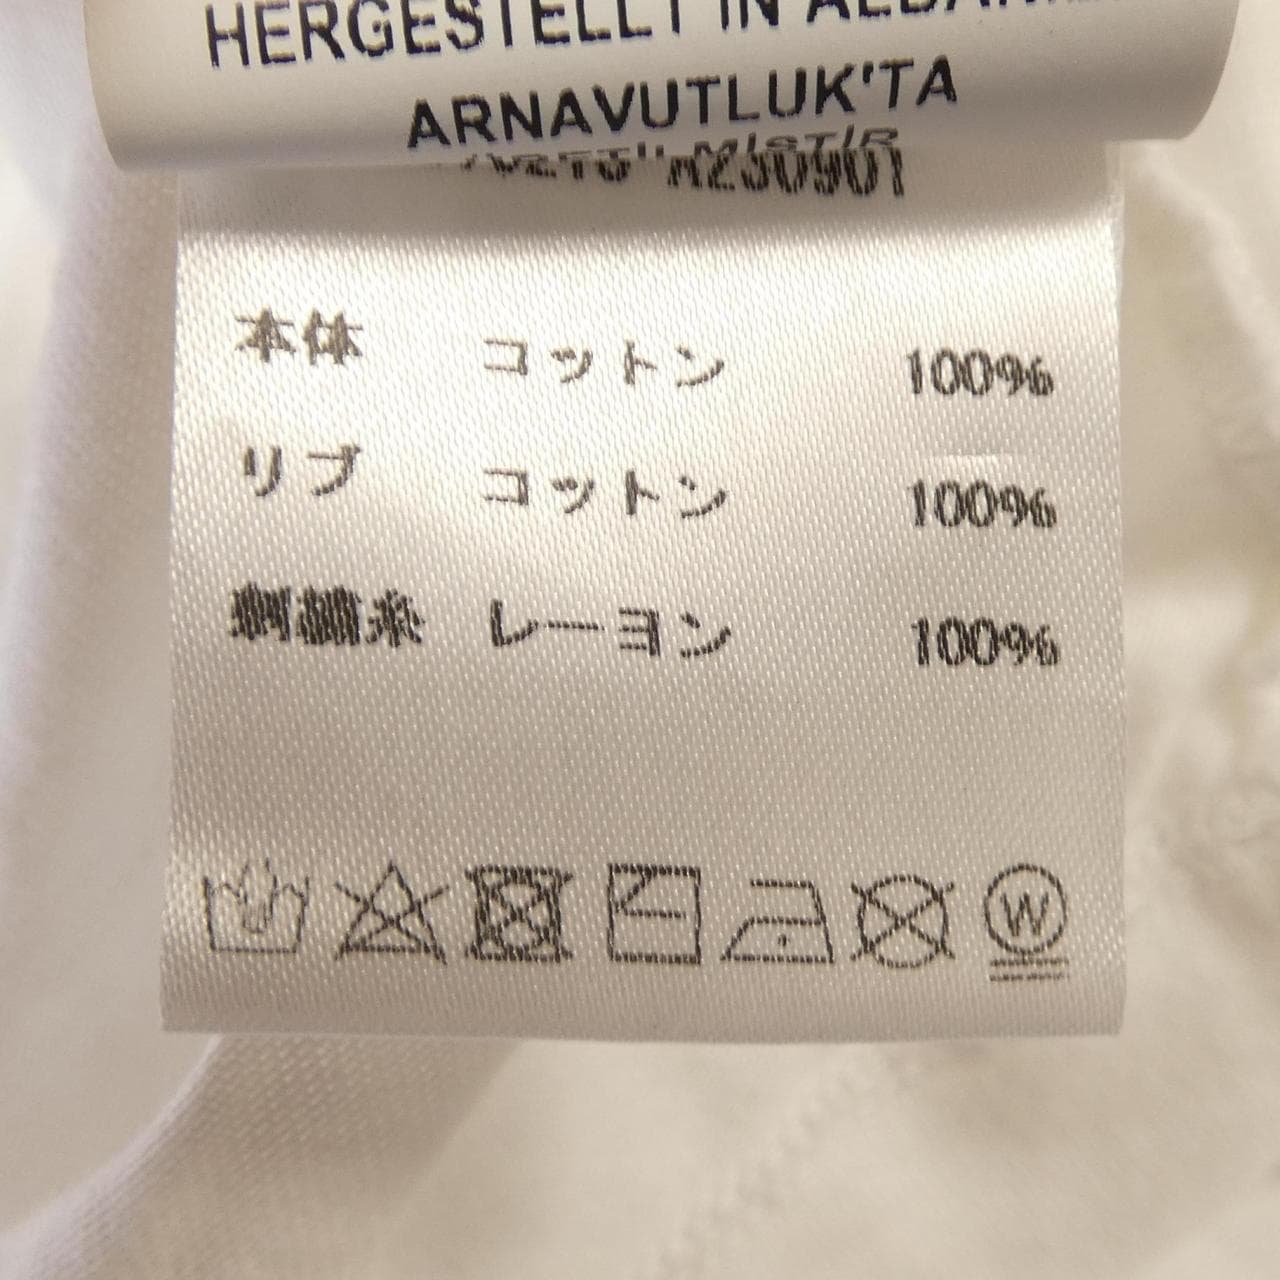 HERGESTELLT IN ALBANIEN
ARNAVUTLUK'TA
本体 コットン 100%
リブ コットン 100%
刺繍糸 レーヨン 100%
W